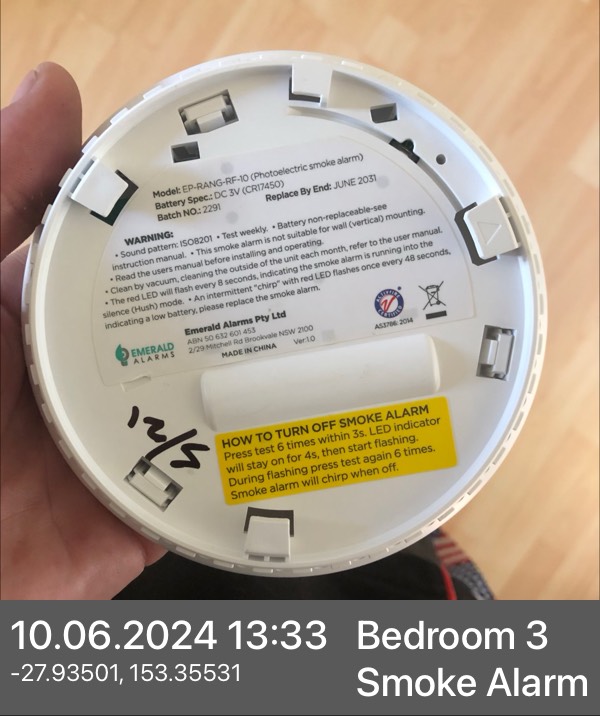 Model: EP-RANG-RF-10 (Photoelectric smoke alarm)
Battery Spec.: DC 3V (CR17450)
Batch NO.: 2291
Replace By End: JUNE 2031
WARNING:
• Sound pattern: ISO8201 • Test weekly. • Battery non-replaceable-see
instruction manual. • This smoke alarm is not suitable for wall (vertical) mounting.
• Read the users manual before installing and operating.
• Clean by vacuum, cleaning the outside of the unit each month, refer to the user manual.
• The red LED will flash every 8 seconds, indicating the smoke alarm is running into the
silence (Hush) mode. • An intermittent "chirp" with red LED flashes once every 48 seconds,
indicating a low battery, please replace the smoke alarm.
EMERALD
ALARMS
Emerald Alarms Pty Ltd
ABN 50 632 601 453
2/29 Mitchell Rd Brookvale NSW 2100
MADE IN CHINA Ver.1.0
AS3786: 2014
12/5
HOW TO TURN OFF SMOKE ALARM
Press test 6 times within 3s. LED indicator
will stay on for 4s, then start flashing.
During flashing press test again 6 times.
Smoke alarm will chirp when off.
10.06.2024 13:33
-27.93501, 153.35531
Bedroom 3
Smoke Alarm